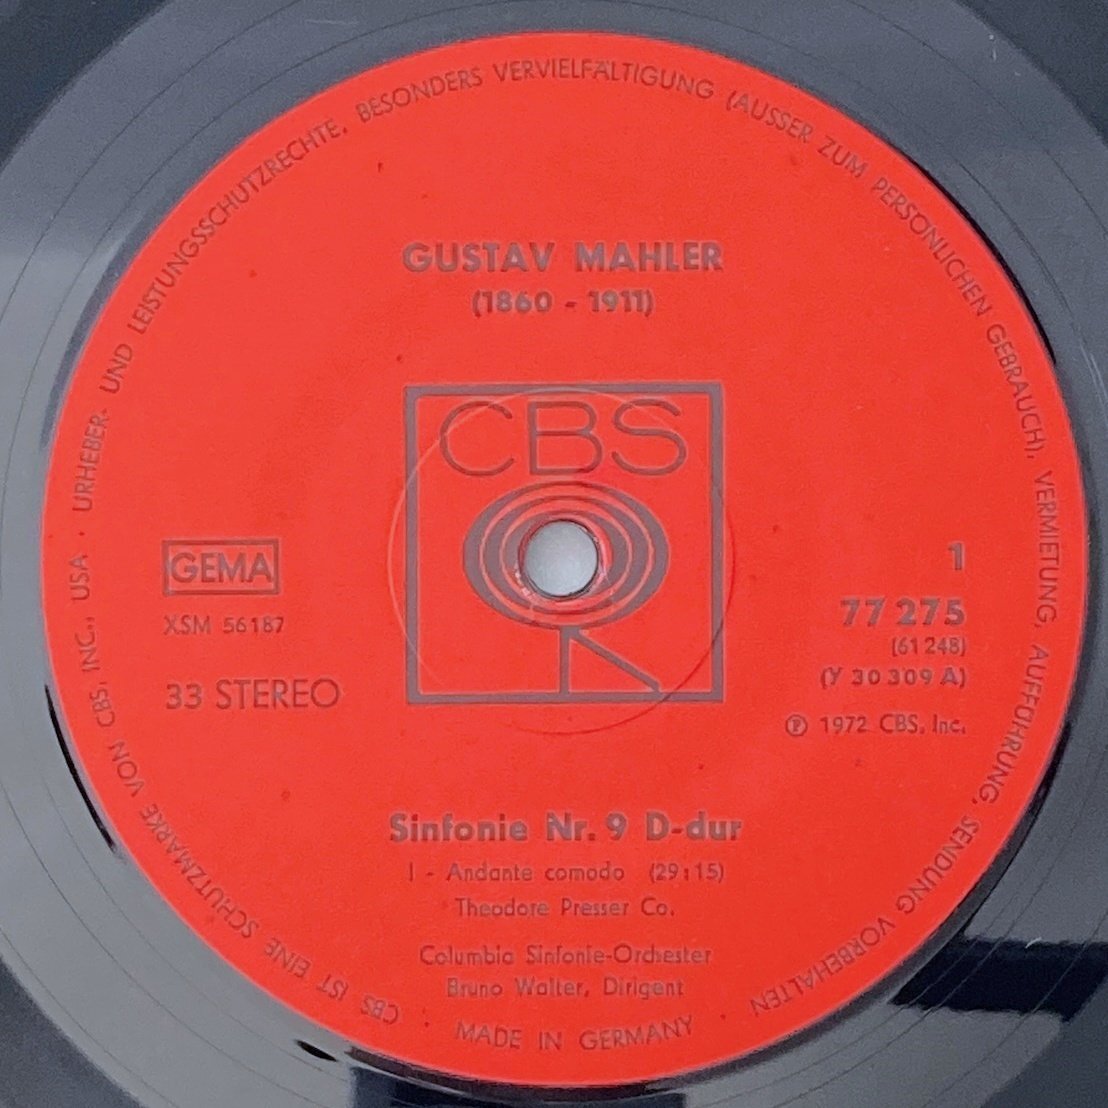 URHEBER- UND LEISTUNGSSCHUTZRECHTE, BESONDERS VERVIELFÄLTIGUNG (AUSSER ZUM PERSÖNLICHEN GEBRAUCH), VERMIETUNG, AUFFÜHRUNG, SENDUNG VORBEHALTEN
GUSTAV MAHLER
(1860 - 1911)
CBS
GEMA
XSM 56187
33 STEREO
1
77 275
(61 248)
(Y 30 309 A)
℗ 1972 CBS, Inc.
Sinfonie Nr. 9 D-dur
I - Andante comodo (29:15)
Theodore Presser Co.
Columbia Sinfonie-Orchester
Bruno Walter, Dirigent
· MADE IN GERMANY ·
CBS IST EINE SCHUTZMARKE VON CBS, INC., USA ·